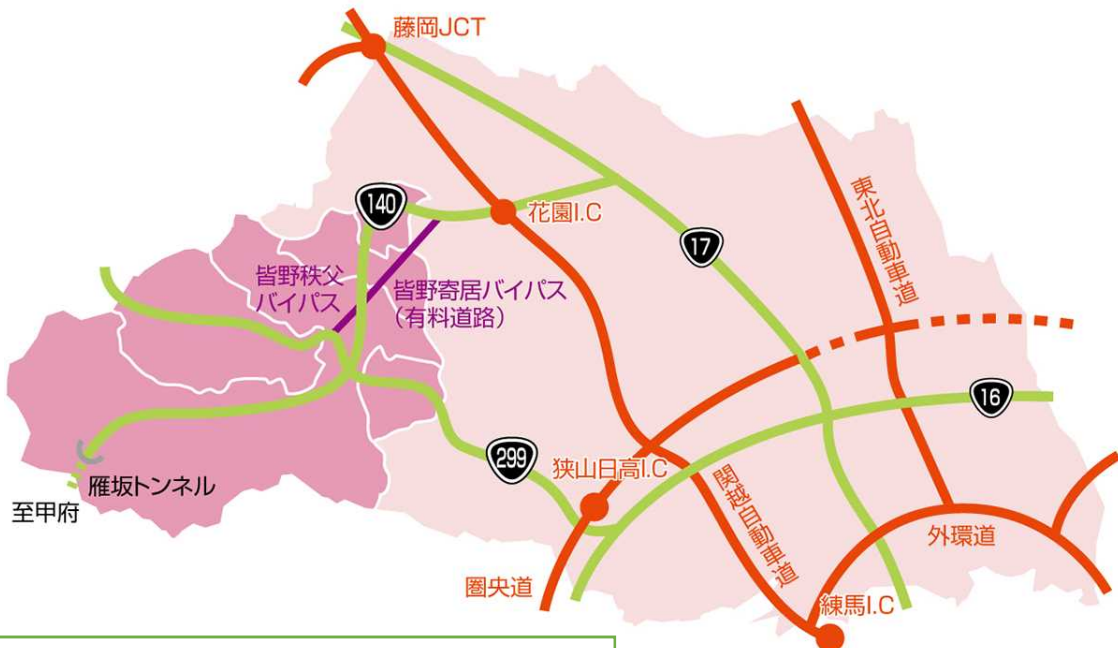 藤岡JCT
140
花園I.C
17
東北自動車道
皆野秩父
バイパス
皆野寄居バイパス
(有料道路)
16
299
狭山日高I.C
関越自動車道
雁坂トンネル
至甲府
外環道
圏央道
練馬I.C